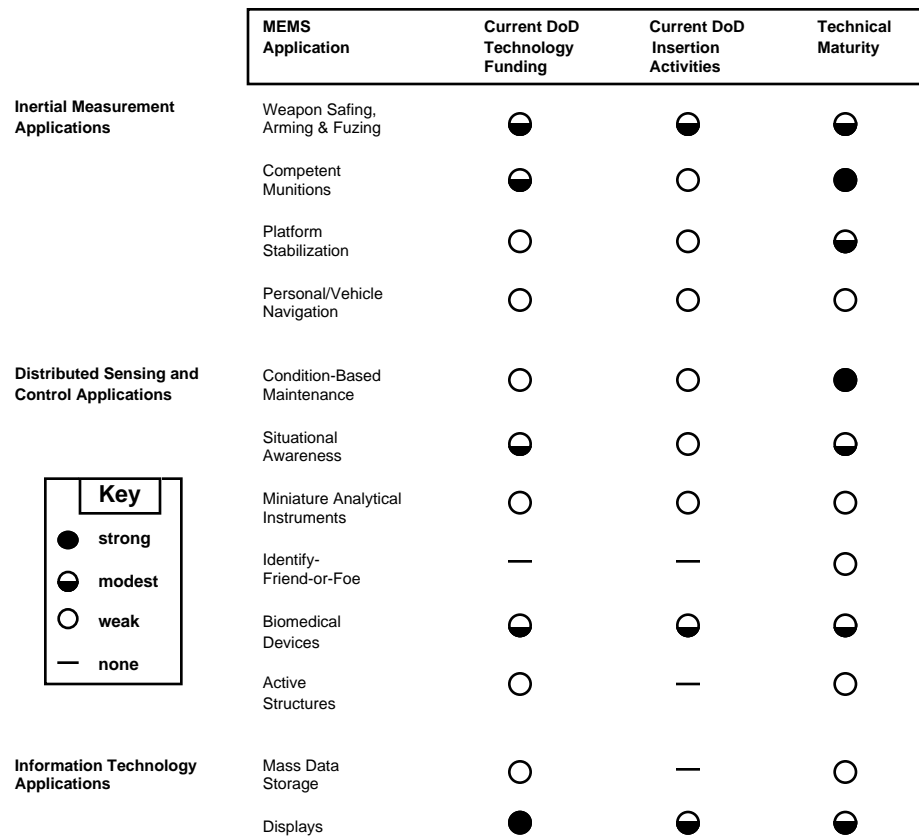 MEMS Application
Current DoD Technology Funding
Current DoD Insertion Activities
Technical Maturity
Inertial Measurement
Applications
Weapon Safing,
Arming & Fuzing
Competent
Munitions
Platform
Stabilization
Personal/Vehicle
Navigation
Distributed Sensing and
Control Applications
Condition-Based
Maintenance
Situational
Awareness
Miniature Analytical
Instruments
Identify-
Friend-or-Foe
Biomedical
Devices
Active
Structures
Key
strong
modest
weak
none
Information Technology
Applications
Mass Data
Storage
Displays